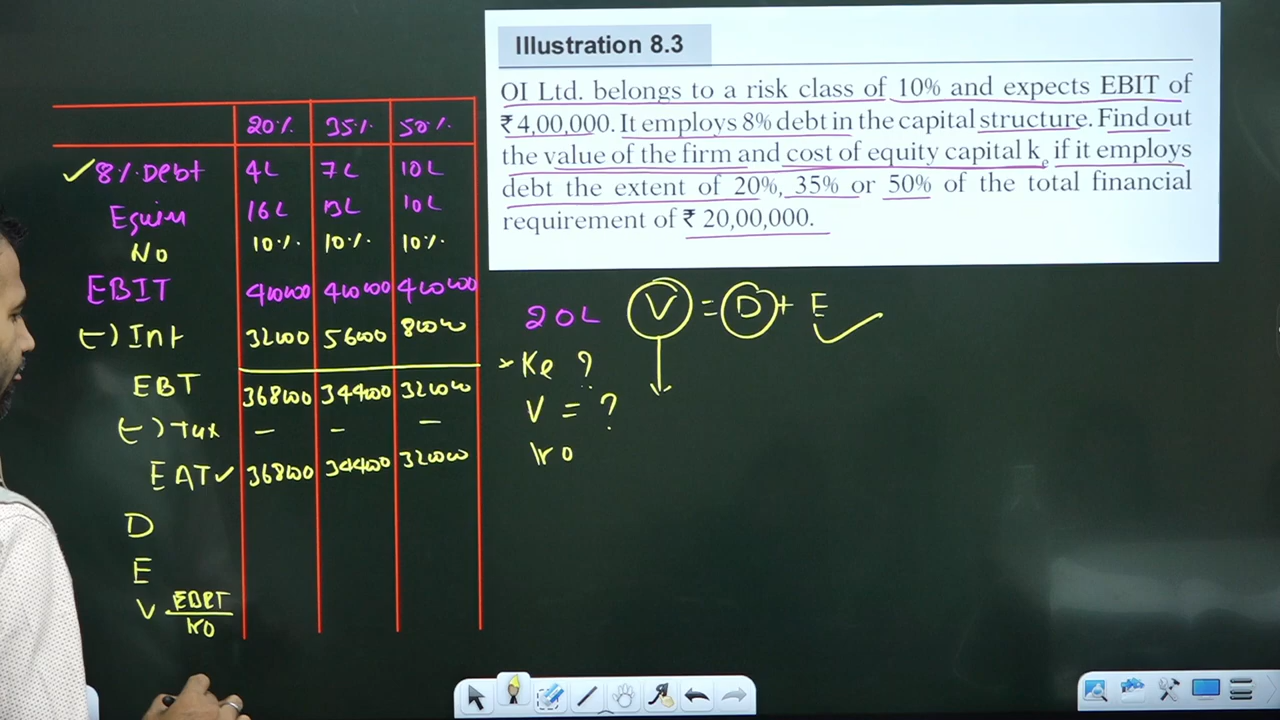 Illustration 8.3
OI Ltd. belongs to a risk class of 10% and expects EBIT of
₹ 4,00,000. It employs 8% debt in the capital structure. Find out
the value of the firm and cost of equity capital kₑ if it employs
debt the extent of 20%, 35% or 50% of the total financial
requirement of ₹ 20,00,000.
20% 35% 50%
8% Debt 4L 7L 10L
Equity 16L 13L 10L
10% 10% 10%
EBIT 400000 400000 400000
(-) Int 32000 56000 80000
EBT 368000 344000 320000
(-) Tax — — —
EAT 368000 344000 320000
D
E
V EBIT
KO
20L V = D + E
Ke ?
V = ?
KO